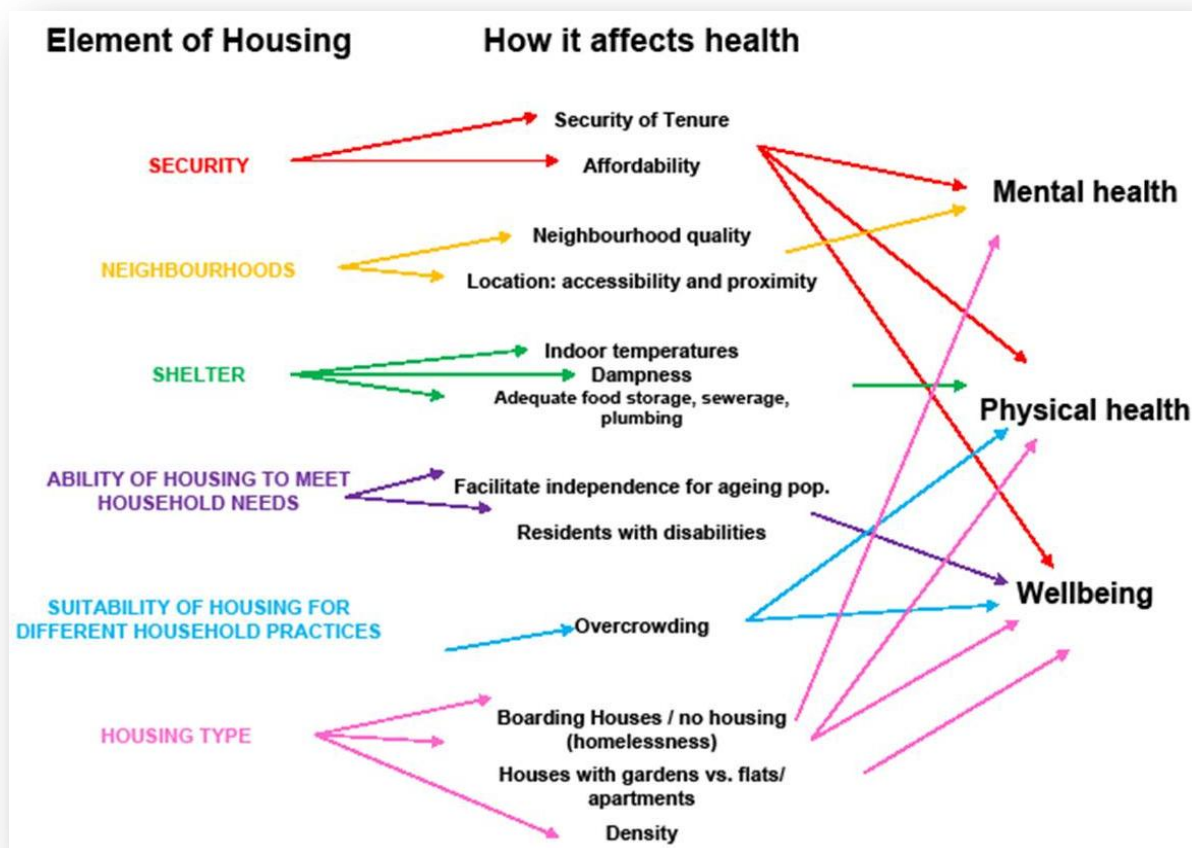 Element of Housing
How it affects health
SECURITY
Security of Tenure
Affordability
Mental health
NEIGHBOURHOODS
Neighbourhood quality
Location: accessibility and proximity
SHELTER
Indoor temperatures
Dampness
Adequate food storage, sewerage,
plumbing
Physical health
ABILITY OF HOUSING TO MEET
HOUSEHOLD NEEDS
Facilitate independence for ageing pop.
Residents with disabilities
Wellbeing
SUITABILITY OF HOUSING FOR
DIFFERENT HOUSEHOLD PRACTICES
Overcrowding
HOUSING TYPE
Boarding Houses / no housing
(homelessness)
Houses with gardens vs. flats/
apartments
Density